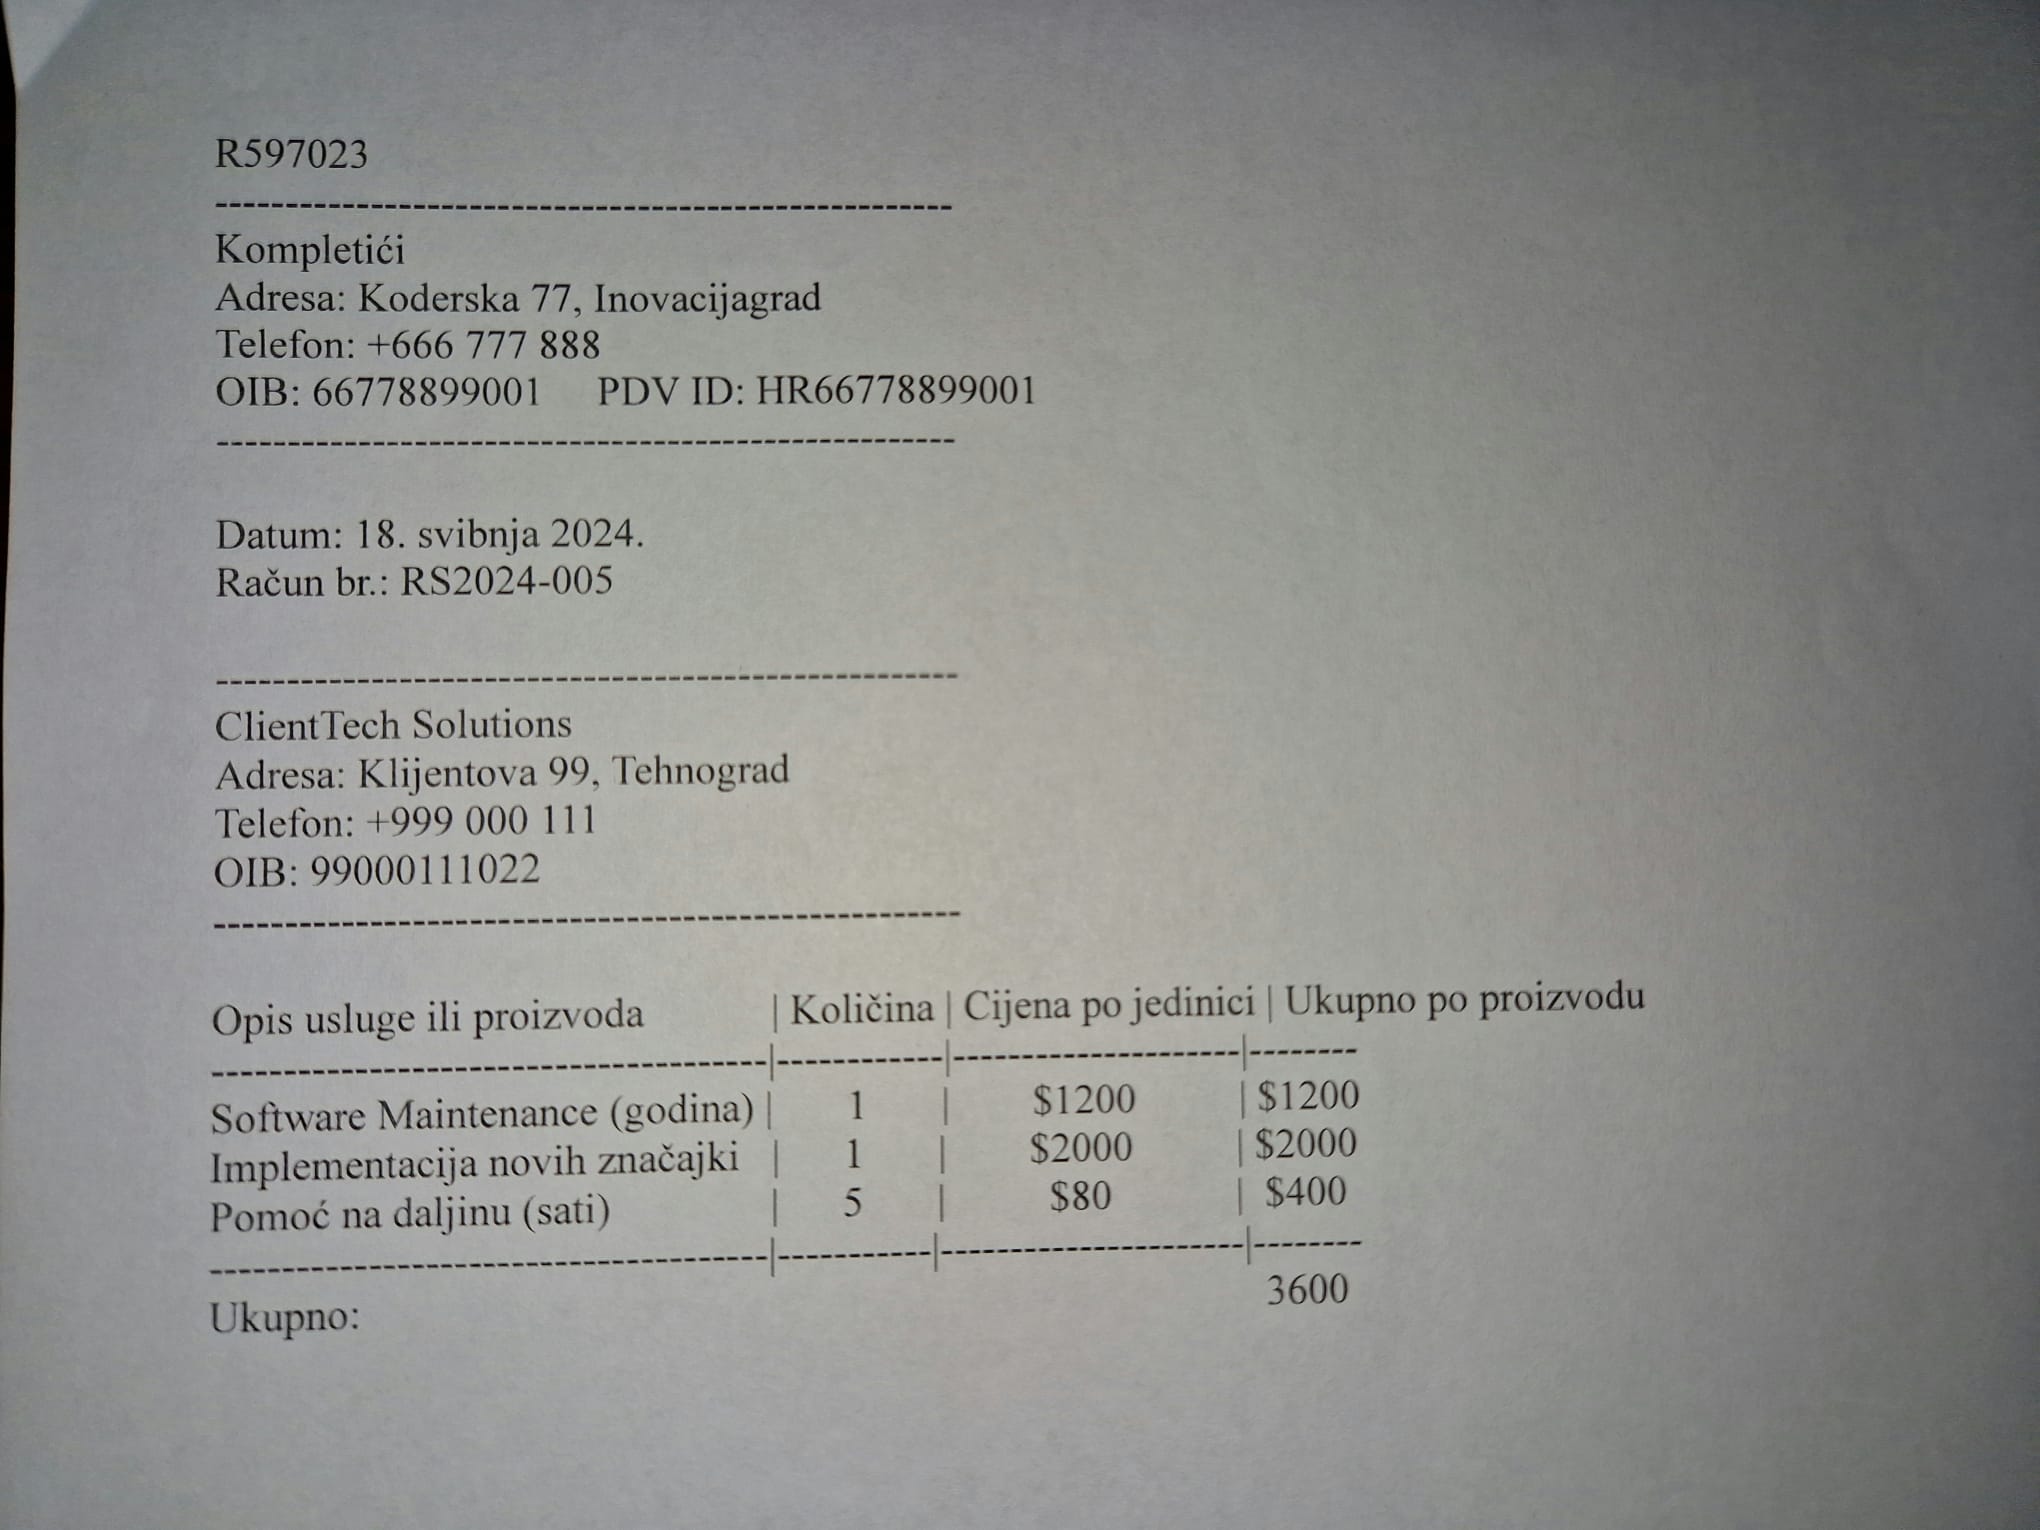 R597023
----------------------------------------------------
Kompletići
Adresa: Koderska 77, Inovacijagrad
Telefon: +666 777 888
OIB: 66778899001 PDV ID: HR66778899001
----------------------------------------------------
Datum: 18. svibnja 2024.
Račun br.: RS2024-005
----------------------------------------------------
ClientTech Solutions
Adresa: Klijentova 99, Tehnograd
Telefon: +999 000 111
OIB: 99000111022
----------------------------------------------------
Opis usluge ili proizvoda | Količina | Cijena po jedinici | Ukupno po proizvodu
---------------------------------------|------------|--------------------|--------
Software Maintenance (godina) | 1 | $1200 | $1200
Implementacija novih značajki | 1 | $2000 | $2000
Pomoć na daljinu (sati) | 5 | $80 | $400
---------------------------------------|-----------|---------------------|--------
Ukupno: 3600